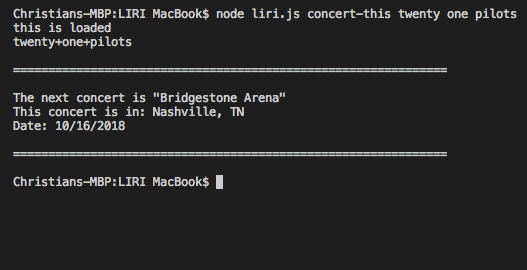 Christians-MBP:LIRI MacBook$ node liri.js concert-this twenty one pilots
this is loaded
twenty+one+pilots
==============================================================
The next concert is "Bridgestone Arena"
This concert is in: Nashville, TN
Date: 10/16/2018
==============================================================
Christians-MBP:LIRI MacBook$